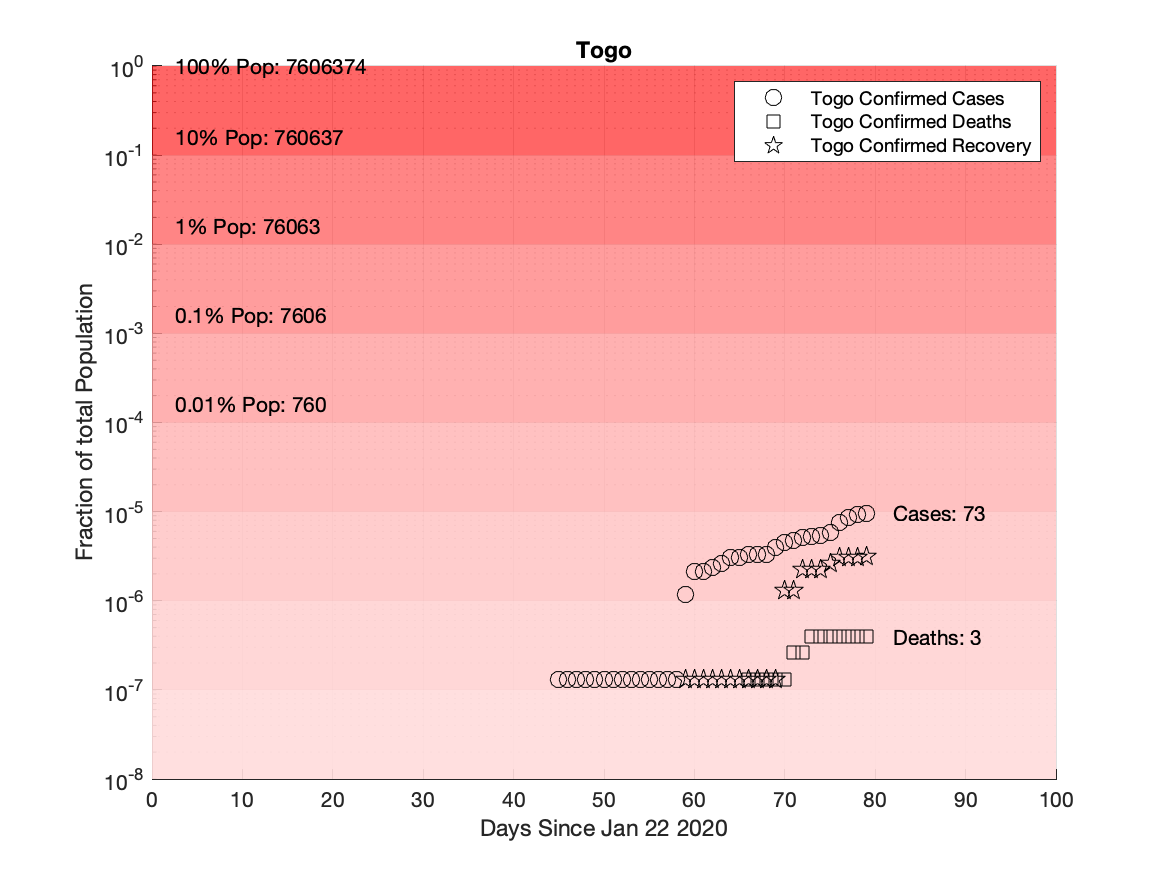 Togo
10^0
100% Pop: 7606374
Togo Confirmed Cases
Togo Confirmed Deaths
Togo Confirmed Recovery
10% Pop: 760637
10^-1
1% Pop: 76063
10^-2
0.1% Pop: 7606
10^-3
0.01% Pop: 760
10^-4
10^-5
Cases: 73
10^-6
Deaths: 3
10^-7
10^-8
Fraction of total Population
0 10 20 30 40 50 60 70 80 90 100
Days Since Jan 22 2020